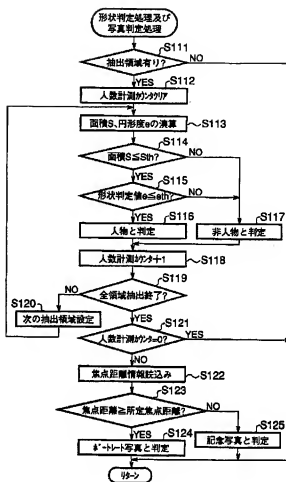 形状判定処理及び
写真判定処理
S111
抽出領域有り?
NO
YES
S112
人数計測カウンタクリア
面積S、円形度eの演算
S113
S114
面積S≦Sth?
NO
YES
S115
形状判定値e≦eth?
NO
YES
S116
人物と判定
S117
非人物と判定
人数計測カウンタ+1
S118
S119
全領域抽出終了?
NO
S120
次の抽出領域設定
YES
S121
人数計測カウンタ=0?
YES
NO
焦点距離情報読込み
S122
S123
焦点距離≧所定焦点距離?
NO
YES
S124
ポートレート写真と判定
S125
記念写真と判定
リターン